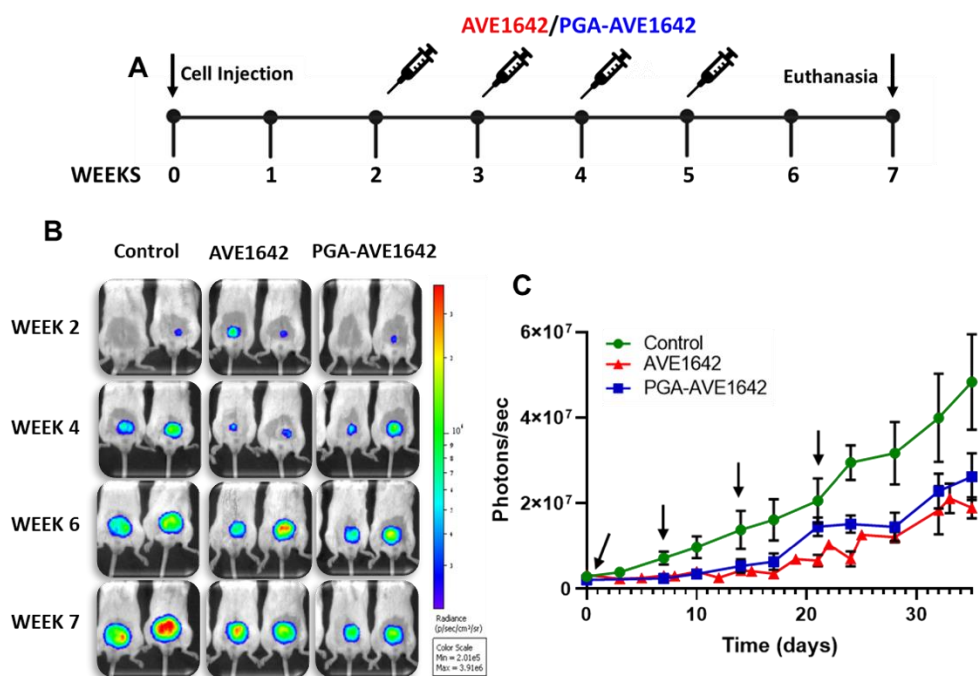 AVE1642/PGA-AVE1642
A
Cell Injection
Euthanasia
WEEKS 0 1 2 3 4 5 6 7
B
Control AVE1642 PGA-AVE1642
WEEK 2
WEEK 4
WEEK 6
WEEK 7
Radiance
(p/sec/cm²/sr)
Color Scale
Min = 2.01e5
Max = 3.91e6
C
Control
AVE1642
PGA-AVE1642
Photons/sec
6×10⁷
4×10⁷
2×10⁷
0
0 10 20 30
Time (days)